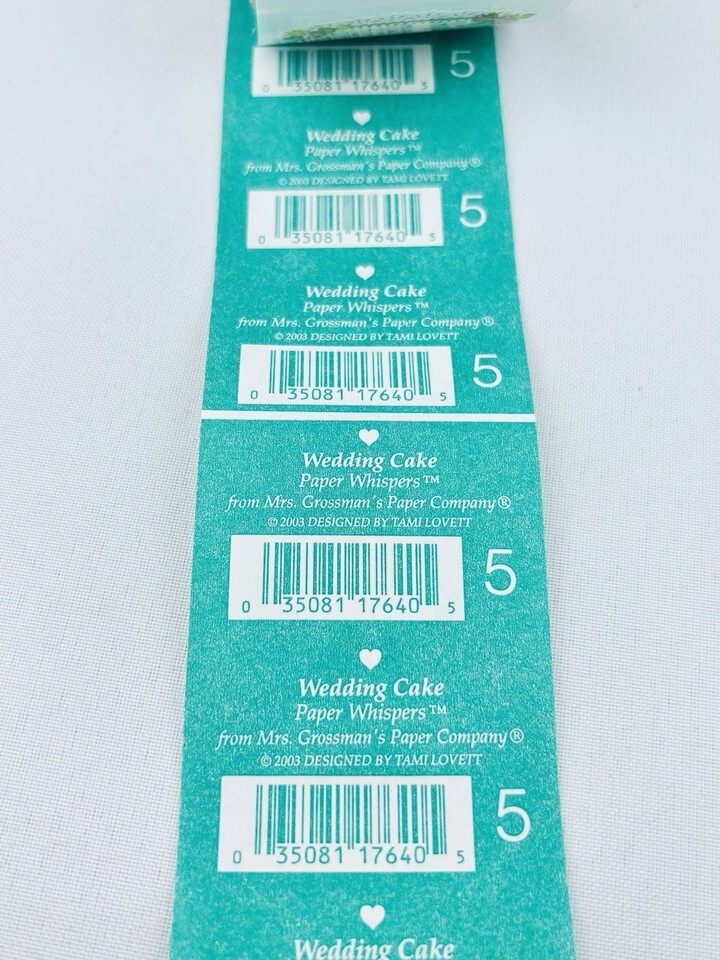 0 35081 17640 5 5
Wedding Cake
Paper Whispers™
from Mrs. Grossman's Paper Company®
© 2003 DESIGNED BY TAMI LOVETT
0 35081 17640 5 5
Wedding Cake
Paper Whispers™
from Mrs. Grossman's Paper Company®
© 2003 DESIGNED BY TAMI LOVETT
0 35081 17640 5 5
Wedding Cake
Paper Whispers™
from Mrs. Grossman's Paper Company®
© 2003 DESIGNED BY TAMI LOVETT
0 35081 17640 5 5
Wedding Cake
Paper Whispers™
from Mrs. Grossman's Paper Company®
© 2003 DESIGNED BY TAMI LOVETT
0 35081 17640 5 5
Wedding Cake